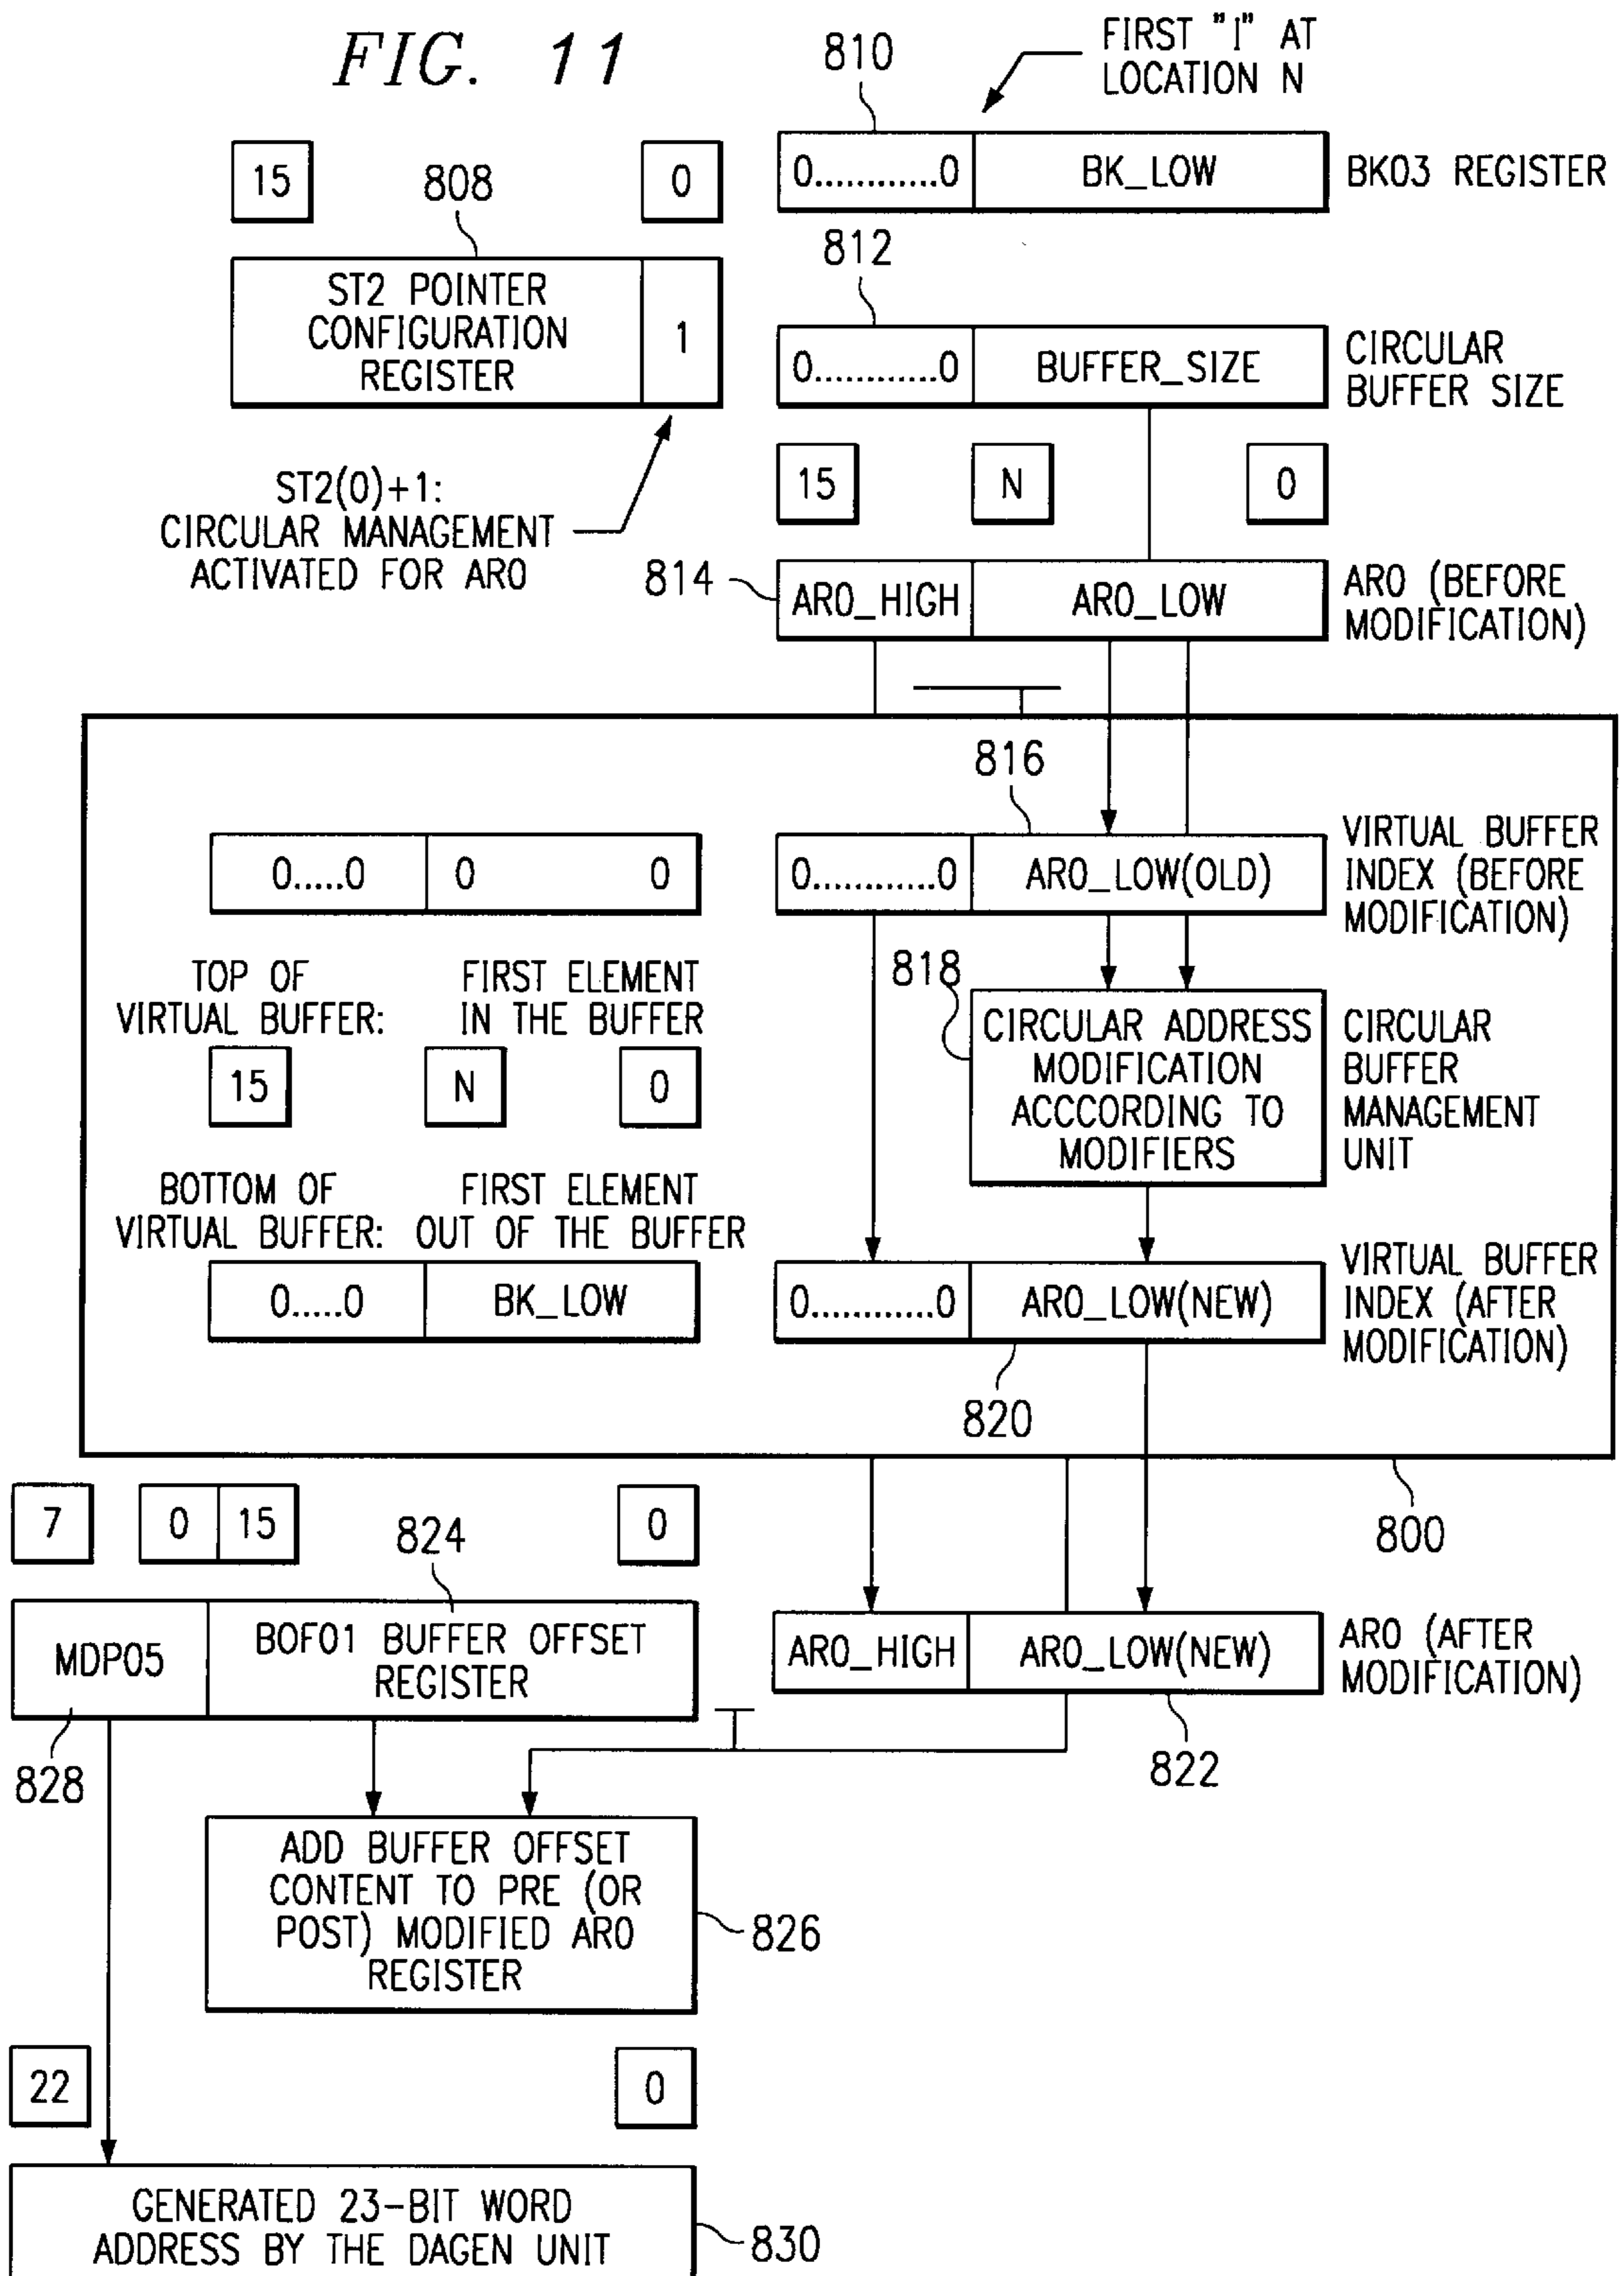 FIG. 11
810
FIRST "1" AT
LOCATION N
15
808
0
0............0
BK_LOW
BK03 REGISTER
812
ST2 POINTER
CONFIGURATION
REGISTER
1
0............0
BUFFER_SIZE
CIRCULAR
BUFFER SIZE
15
N
0
ST2(0)+1:
CIRCULAR MANAGEMENT
ACTIVATED FOR AR0
814
AR0_HIGH
AR0_LOW
AR0 (BEFORE
MODIFICATION)
816
0.....0
0
0
0............0
AR0_LOW(OLD)
VIRTUAL BUFFER
INDEX (BEFORE
MODIFICATION)
TOP OF
VIRTUAL BUFFER:
FIRST ELEMENT
IN THE BUFFER
818
15
N
0
CIRCULAR ADDRESS
MODIFICATION
ACCCORDING TO
MODIFIERS
CIRCULAR
BUFFER
MANAGEMENT
UNIT
BOTTOM OF
VIRTUAL BUFFER:
FIRST ELEMENT
OUT OF THE BUFFER
0.....0
BK_LOW
0............0
AR0_LOW(NEW)
VIRTUAL BUFFER
INDEX (AFTER
MODIFICATION)
820
800
7
0
15
824
0
MDP05
BOF01 BUFFER OFFSET
REGISTER
AR0_HIGH
AR0_LOW(NEW)
AR0 (AFTER
MODIFICATION)
828
822
ADD BUFFER OFFSET
CONTENT TO PRE (OR
POST) MODIFIED AR0
REGISTER
826
22
0
GENERATED 23-BIT WORD
ADDRESS BY THE DAGEN UNIT
830